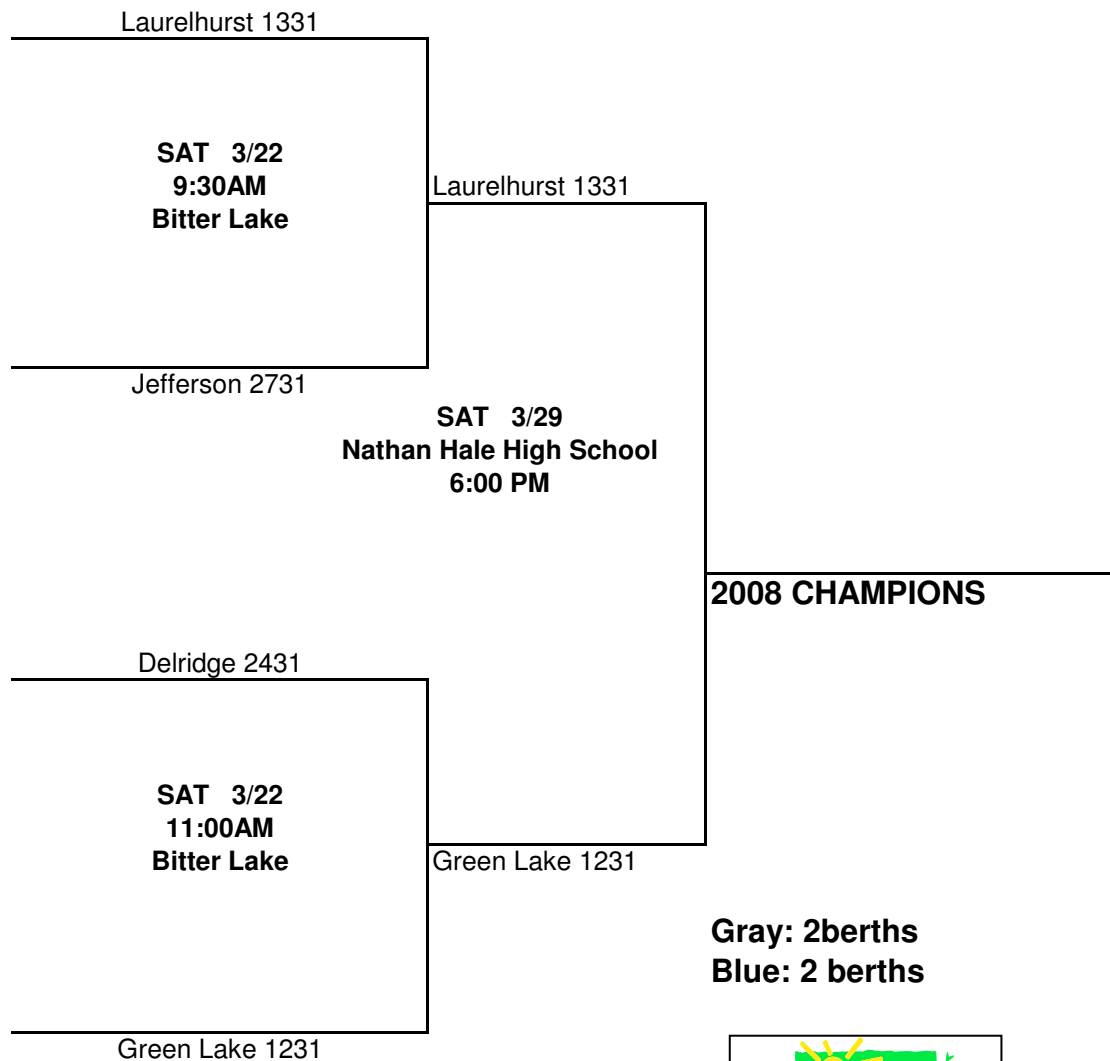 Laurelhurst 1331
SAT 3/22
9:30AM
Bitter Lake
Laurelhurst 1331
Jefferson 2731
SAT 3/29
Nathan Hale High School
6:00 PM
2008 CHAMPIONS
Delridge 2431
SAT 3/22
11:00AM
Bitter Lake
Green Lake 1231
Gray: 2berths
Blue: 2 berths
Green Lake 1231